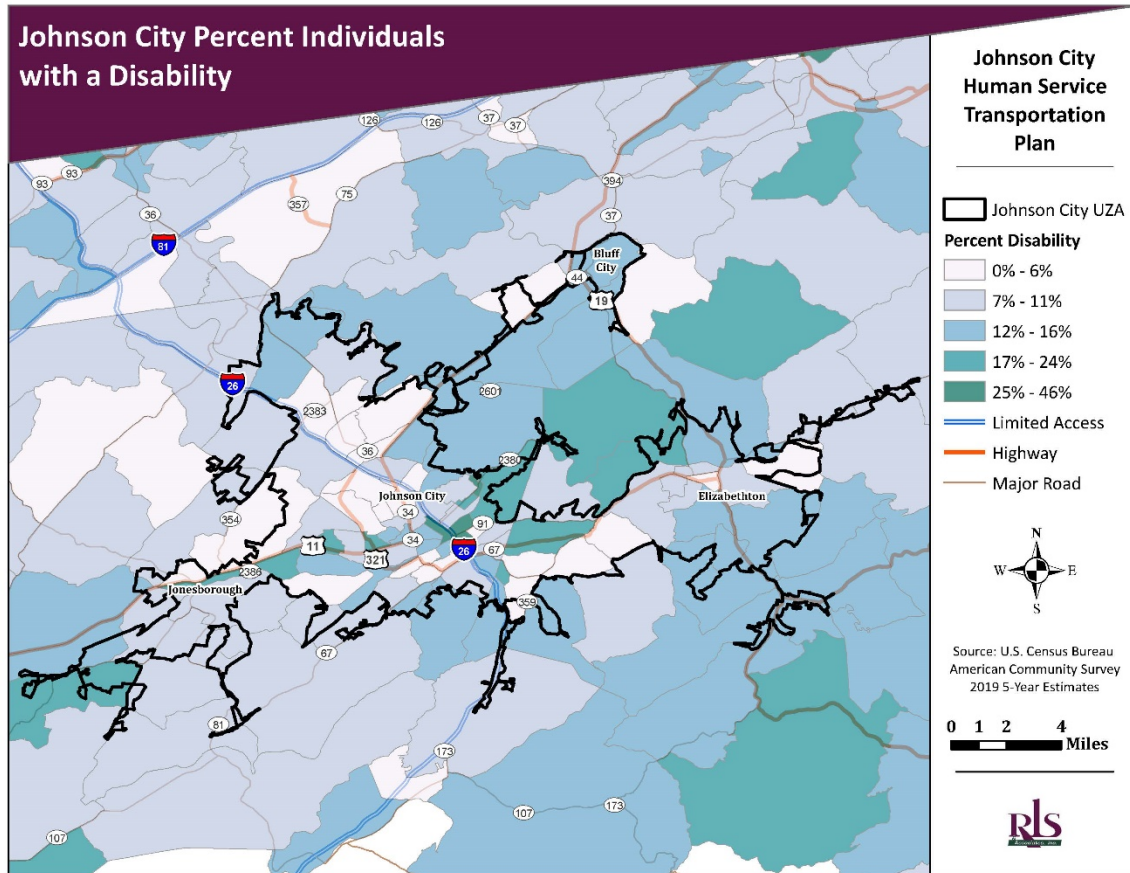 Johnson City Percent Individuals
with a Disability
126
126
37
37
93
93
394
36
75
357
37
81
Bluff
City
44
19
26
2601
2383
36
2380
Johnson City
Elizabethton
34
354
91
11
321
34
26
67
2386
Jonesborough
359
67
81
173
107
173
107
Johnson City
Human Service
Transportation
Plan
Johnson City UZA
Percent Disability
0% - 6%
7% - 11%
12% - 16%
17% - 24%
25% - 46%
Limited Access
Highway
Major Road
N
W E
S
Source: U.S. Census Bureau
American Community Survey
2019 5-Year Estimates
0 1 2 4
Miles
RLS